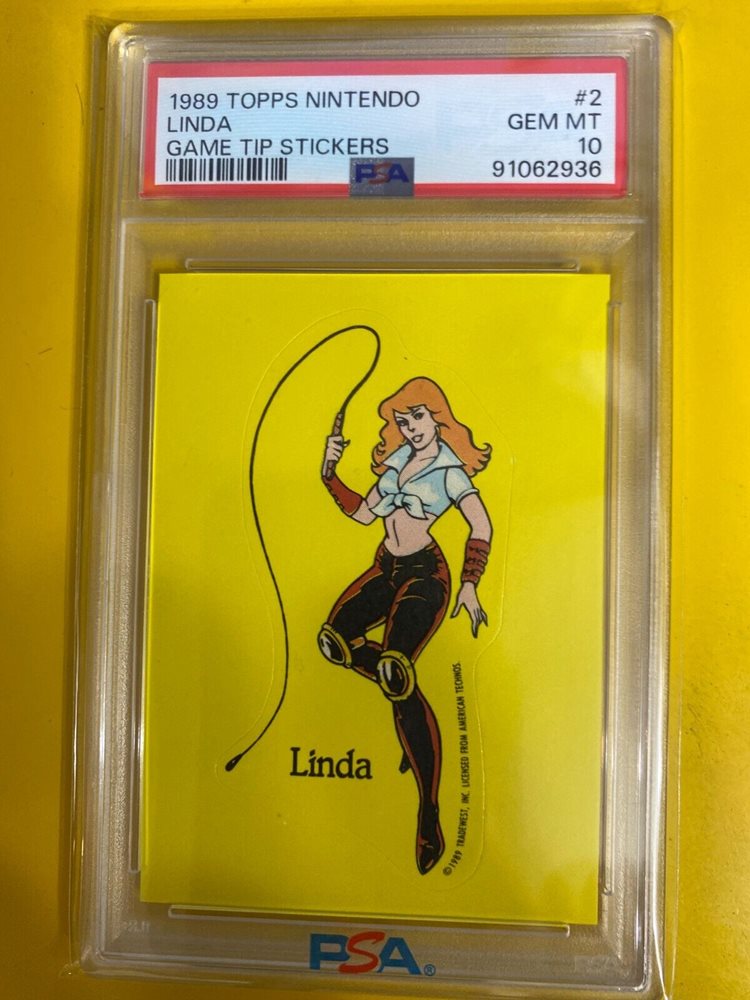 1989 TOPPS NINTENDO #2
LINDA GEM MT
GAME TIP STICKERS 10
PSA 91062936
Linda
©1989 TRADEWEST, INC. LICENSED FROM AMERICAN TECHNOS.
PSA®